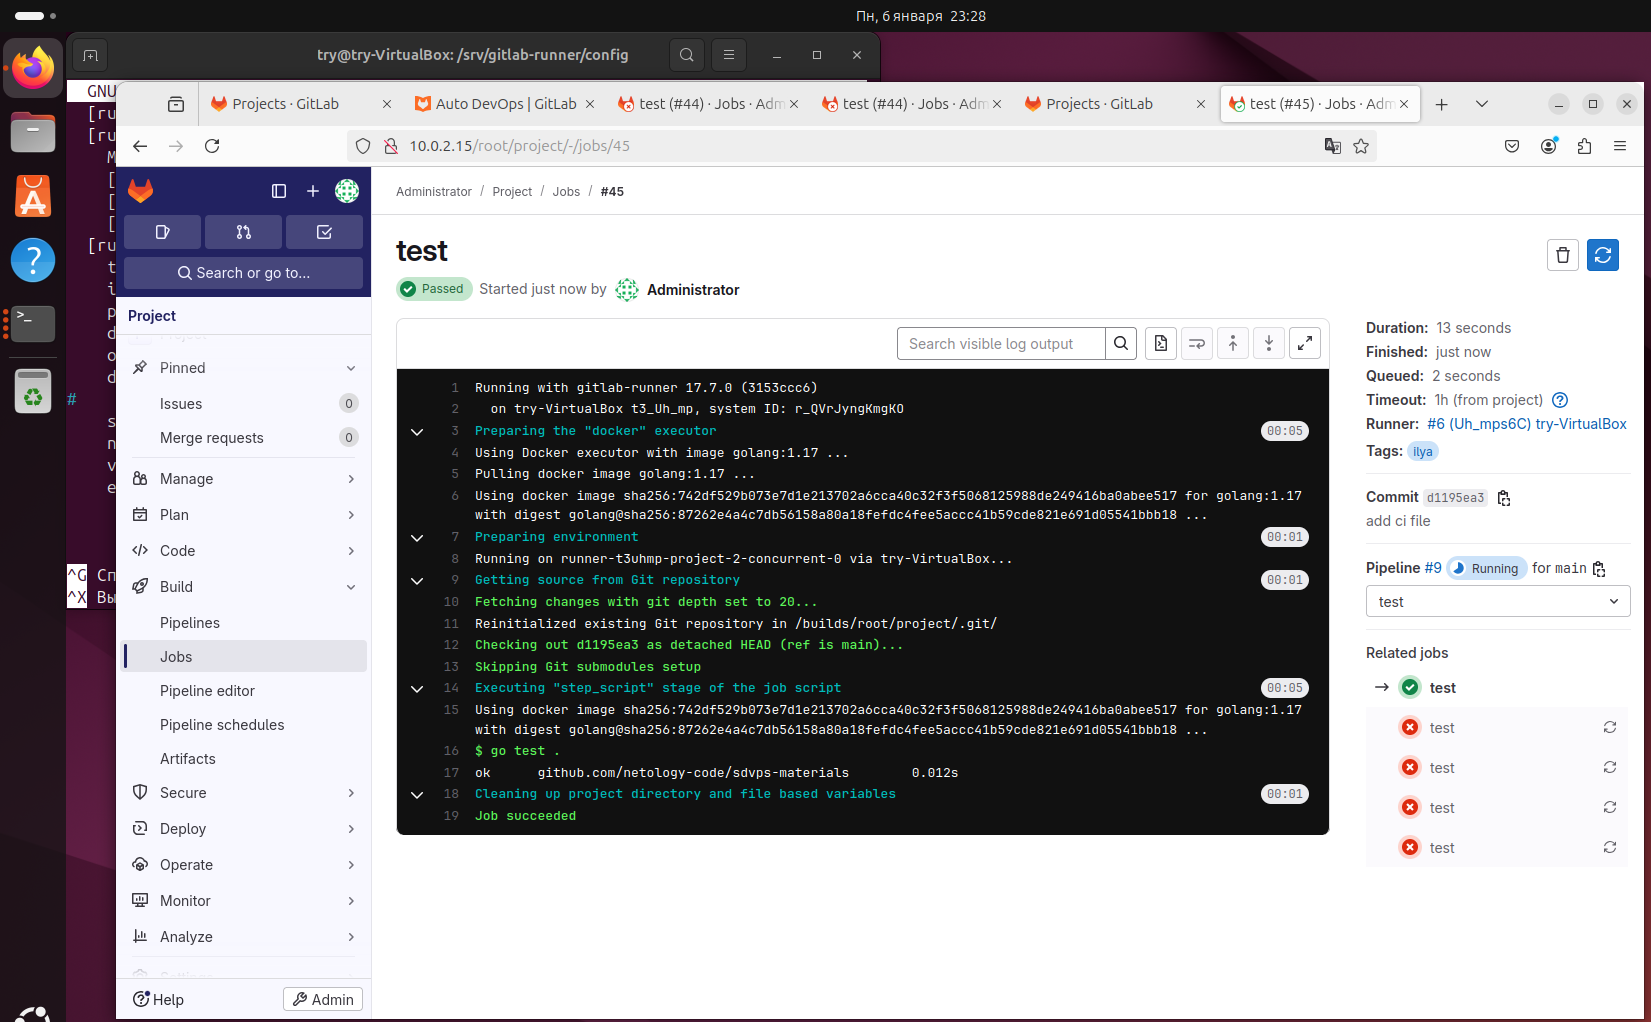 Пн, 6 января 23:28
try@try-VirtualBox: /srv/gitlab-runner/config
GNU
[ru
[ru
M
[
[
[
[ru
t
i
p
d
o
d
#
s
n
v
e
^G Сп
^X Вы
Projects · GitLab
Auto DevOps | GitLab
test (#44) · Jobs · Adm
test (#44) · Jobs · Adm
Projects · GitLab
test (#45) · Jobs · Adm
10.0.2.15/root/project/-/jobs/45
Search or go to...
Project
Pinned
Issues 0
Merge requests 0
Manage
Plan
Code
Build
Pipelines
Jobs
Pipeline editor
Pipeline schedules
Artifacts
Secure
Deploy
Operate
Monitor
Analyze
Settings
Help
Admin
Administrator / Project / Jobs / #45
test
Passed Started just now by Administrator
Search visible log output
1 Running with gitlab-runner 17.7.0 (3153ccc6)
2 on try-VirtualBox t3_Uh_mp, system ID: r_QVrJyngKmgKO
3 Preparing the "docker" executor 00:05
4 Using Docker executor with image golang:1.17 ...
5 Pulling docker image golang:1.17 ...
6 Using docker image sha256:742df529b073e7d1e213702a6cca40c32f3f5068125988de249416ba0abee517 for golang:1.17
with digest golang@sha256:87262e4a4c7db56158a80a18fefdc4fee5accc41b59cde821e691d05541bbb18 ...
7 Preparing environment 00:01
8 Running on runner-t3uhmp-project-2-concurrent-0 via try-VirtualBox...
9 Getting source from Git repository 00:01
10 Fetching changes with git depth set to 20...
11 Reinitialized existing Git repository in /builds/root/project/.git/
12 Checking out d1195ea3 as detached HEAD (ref is main)...
13 Skipping Git submodules setup
14 Executing "step_script" stage of the job script 00:05
15 Using docker image sha256:742df529b073e7d1e213702a6cca40c32f3f5068125988de249416ba0abee517 for golang:1.17
with digest golang@sha256:87262e4a4c7db56158a80a18fefdc4fee5accc41b59cde821e691d05541bbb18 ...
16 $ go test .
17 ok github.com/netology-code/sdvps-materials 0.012s
18 Cleaning up project directory and file based variables 00:01
19 Job succeeded
Duration: 13 seconds
Finished: just now
Queued: 2 seconds
Timeout: 1h (from project)
Runner: #6 (Uh_mps6C) try-VirtualBox
Tags: ilya
Commit d1195ea3
add ci file
Pipeline #9 Running for main
test
Related jobs
test
test
test
test
test